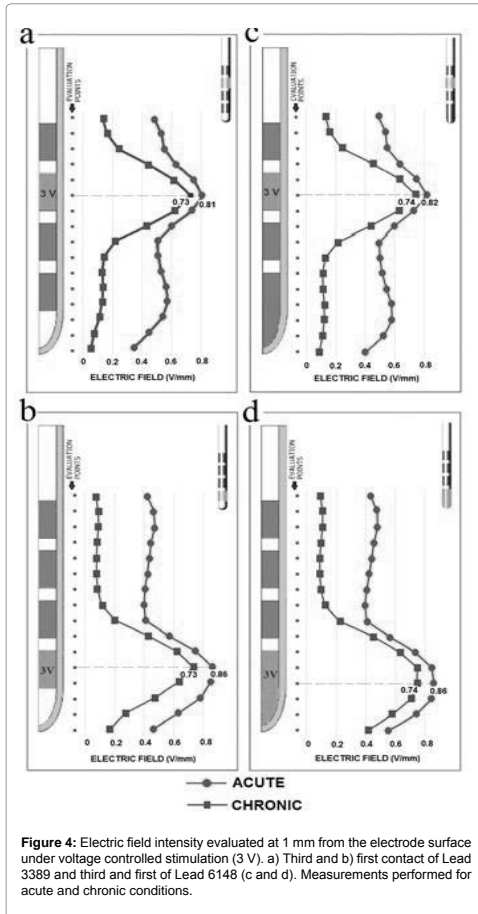 a
EVALUATION
POINTS
3 V
0.73
0.81
0 0.2 0.4 0.6 0.8
ELECTRIC FIELD (V/mm)
c
EVALUATION
POINTS
3 V
0.74
0.82
0 0.2 0.4 0.6 0.8
ELECTRIC FIELD (V/mm)
b
EVALUATION
POINTS
3V
0.73
0.86
0 0.2 0.4 0.6 0.8
ELECTRIC FIELD (V/mm)
d
EVALUATION
POINTS
3V
0.74
0.86
0 0.2 0.4 0.6 0.8
ELECTRIC FIELD (V/mm)
ACUTE
CHRONIC
Figure 4: Electric field intensity evaluated at 1 mm from the electrode surface
under voltage controlled stimulation (3 V). a) Third and b) first contact of Lead
3389 and third and first of Lead 6148 (c and d). Measurements performed for
acute and chronic conditions.